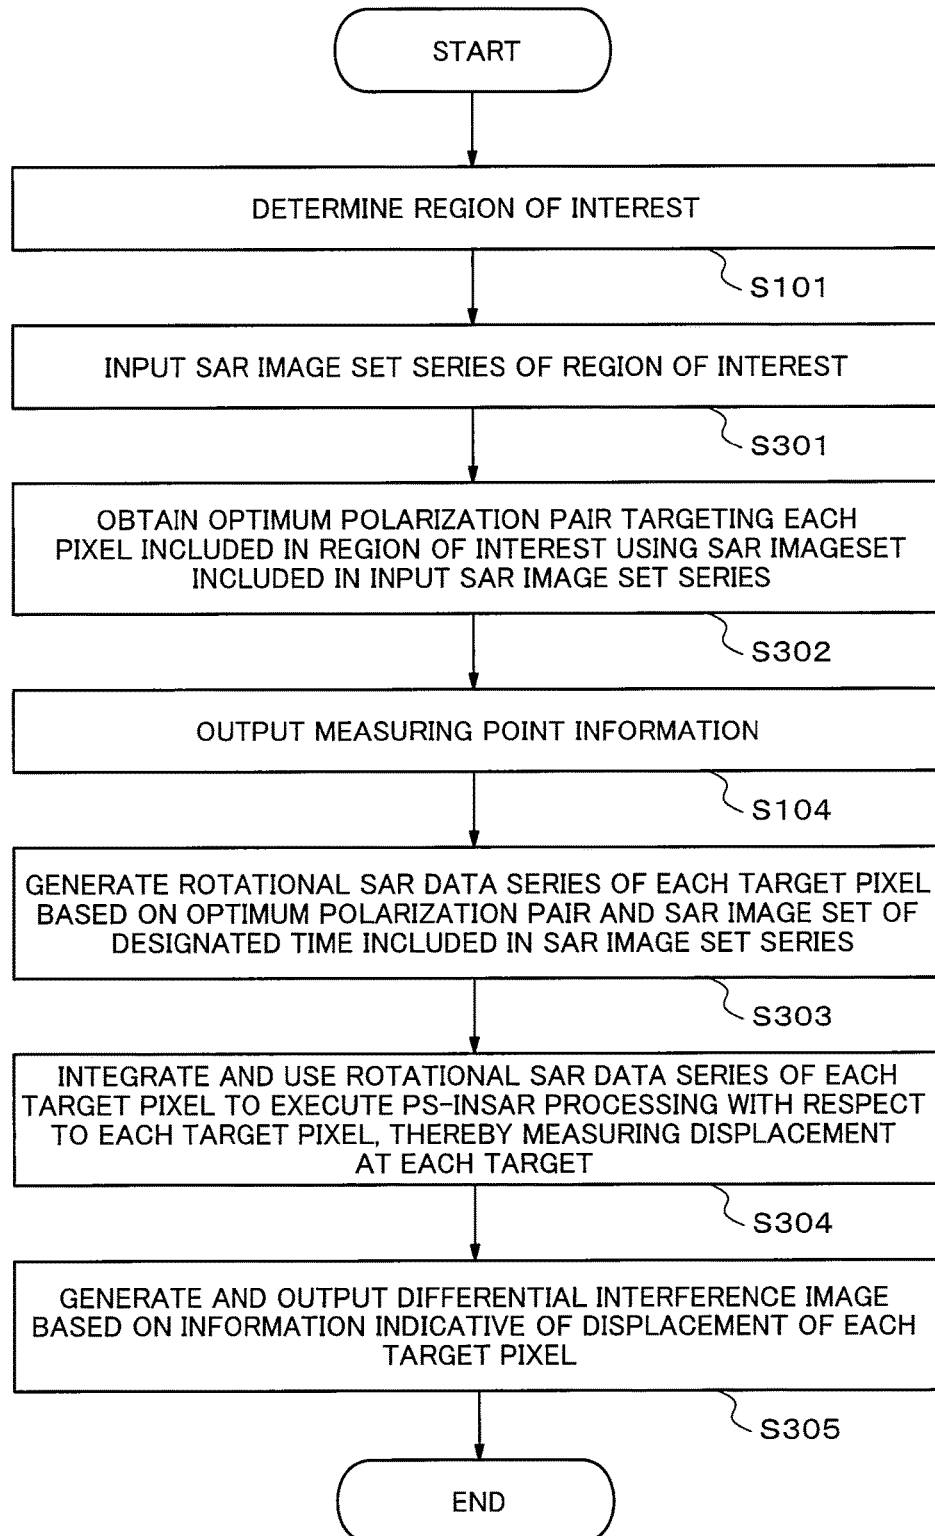 START
DETERMINE REGION OF INTEREST
S101
INPUT SAR IMAGE SET SERIES OF REGION OF INTEREST
S301
OBTAIN OPTIMUM POLARIZATION PAIR TARGETING EACH
PIXEL INCLUDED IN REGION OF INTEREST USING SAR IMAGESET
INCLUDED IN INPUT SAR IMAGE SET SERIES
S302
OUTPUT MEASURING POINT INFORMATION
S104
GENERATE ROTATIONAL SAR DATA SERIES OF EACH TARGET PIXEL
BASED ON OPTIMUM POLARIZATION PAIR AND SAR IMAGE SET OF
DESIGNATED TIME INCLUDED IN SAR IMAGE SET SERIES
S303
INTEGRATE AND USE ROTATIONAL SAR DATA SERIES OF EACH
TARGET PIXEL TO EXECUTE PS-INSAR PROCESSING WITH RESPECT
TO EACH TARGET PIXEL, THEREBY MEASURING DISPLACEMENT
AT EACH TARGET
S304
GENERATE AND OUTPUT DIFFERENTIAL INTERFERENCE IMAGE
BASED ON INFORMATION INDICATIVE OF DISPLACEMENT OF EACH
TARGET PIXEL
S305
END